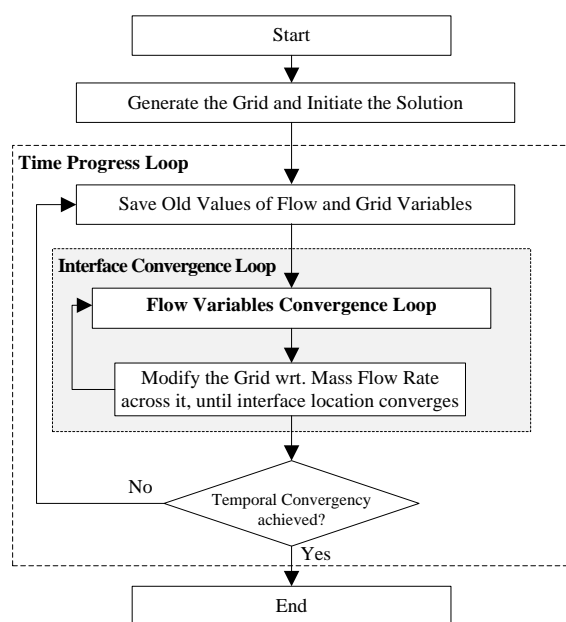 Start
Generate the Grid and Initiate the Solution
Time Progress Loop
Save Old Values of Flow and Grid Variables
Interface Convergence Loop
Flow Variables Convergence Loop
Modify the Grid wrt. Mass Flow Rate
across it, until interface location converges
No
Temporal Convergency
achieved?
Yes
End